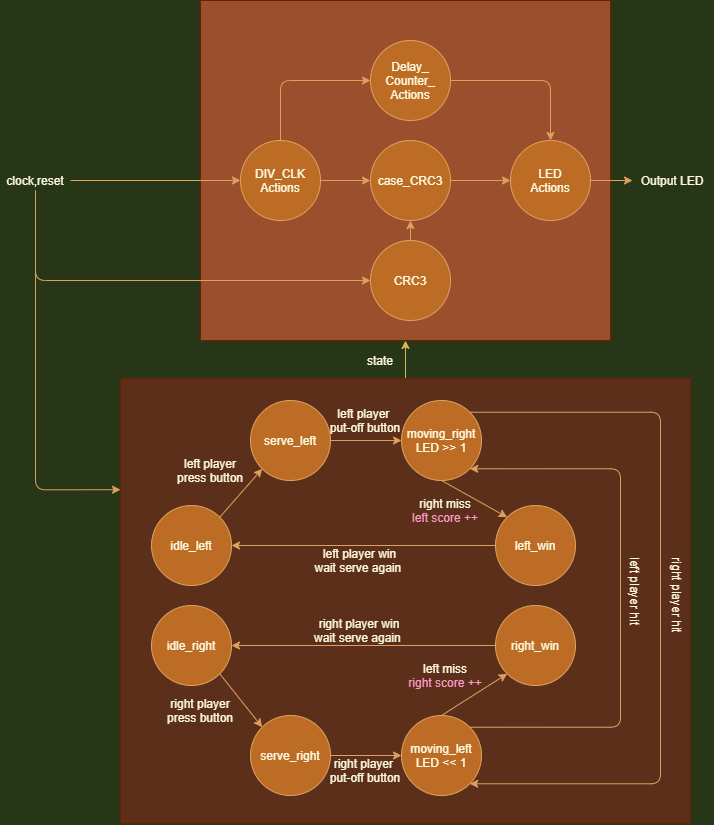 Delay_
Counter_
Actions
clock,reset
DIV_CLK
Actions
case_CRC3
LED
Actions
Output LED
CRC3
state
left player
put-off button
serve_left
moving_right
LED >> 1
left player
press button
right miss
left score ++
idle_left
left_win
left player win
wait serve again
left player hit
right player hit
right player win
wait serve again
idle_right
right_win
left miss
right score ++
right player
press button
serve_right
moving_left
LED << 1
right player
put-off button